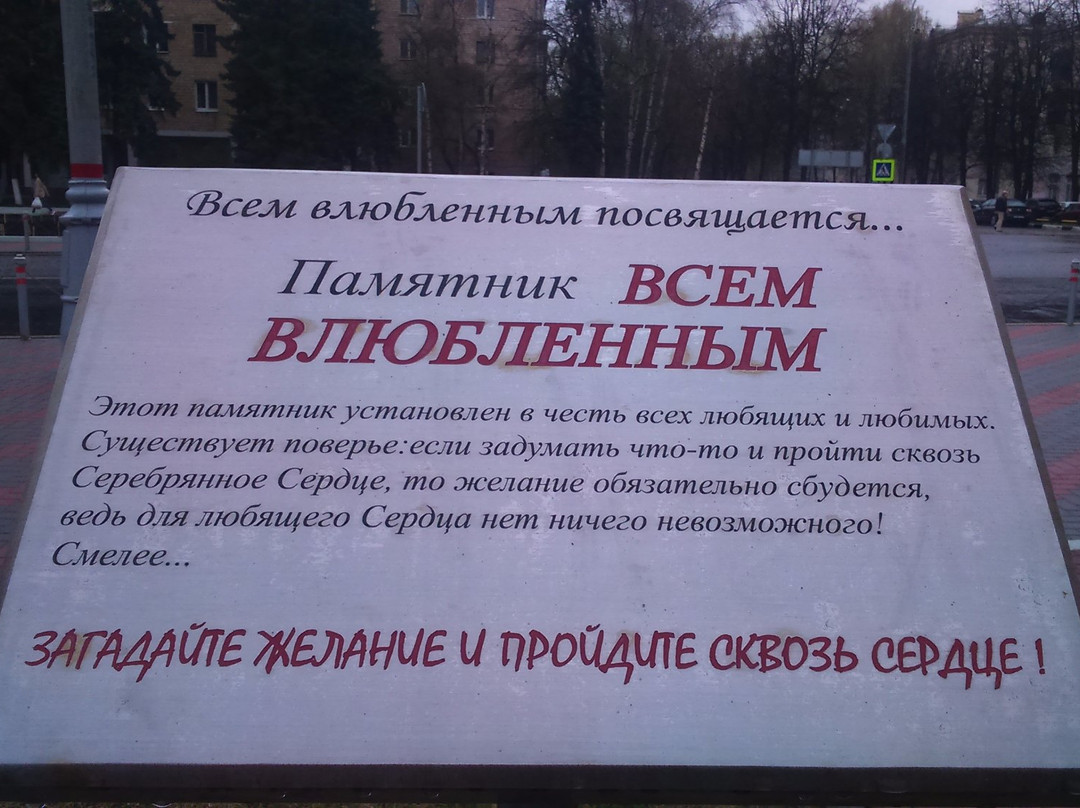 Всем влюбленным посвящается...
Памятник ВСЕМ
ВЛЮБЛЕННЫМ
Этот памятник установлен в честь всех любящих и любимых.
Существует поверье:если задумать что-то и пройти сквозь
Серебрянное Сердце, то желание обязательно сбудется,
ведь для любящего Сердца нет ничего невозможного!
Смелее...
ЗАГАДАЙТЕ ЖЕЛАНИЕ И ПРОЙДИТЕ СКВОЗЬ СЕРДЦЕ !